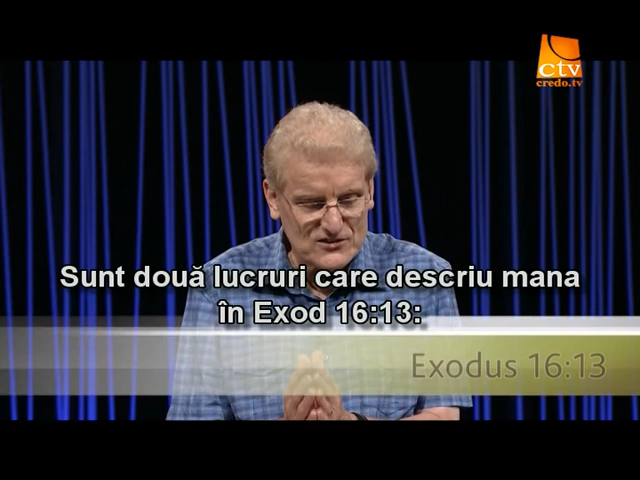 ctv
credo.tv
Sunt două lucruri care descriu mana
în Exod 16:13:
Exodus 16:13